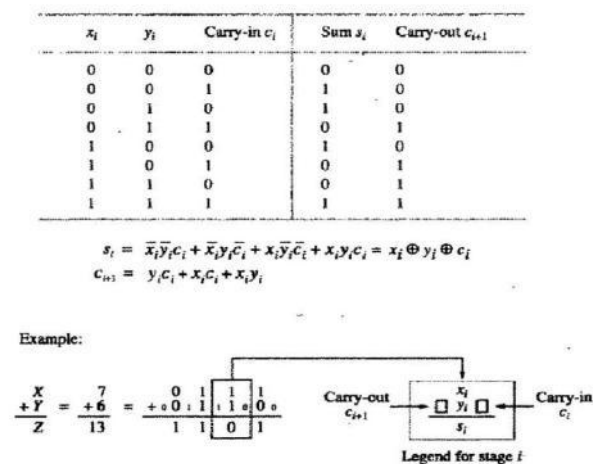 xᵢ yᵢ Carry-in cᵢ Sum sᵢ Carry-out cᵢ₊₁
0 0 0 0 0
0 0 1 1 0
0 1 0 1 0
0 1 1 0 1
1 0 0 1 0
1 0 1 0 1
1 1 0 0 1
1 1 1 1 1
sᵢ = x̄ᵢȳᵢcᵢ + x̄ᵢyᵢc̄ᵢ + xᵢȳᵢc̄ᵢ + xᵢyᵢcᵢ = xᵢ ⊕ yᵢ ⊕ cᵢ
cᵢ₊₁ = yᵢcᵢ + xᵢcᵢ + xᵢyᵢ
Example:
X 7 0 1 1 1
+Y = +6 = + 0 0 1 1 1 1 0 0 0
Z 13 1 1 0 1
Carry-out cᵢ₊₁
xᵢ
yᵢ
sᵢ
Carry-in cᵢ
Legend for stage i